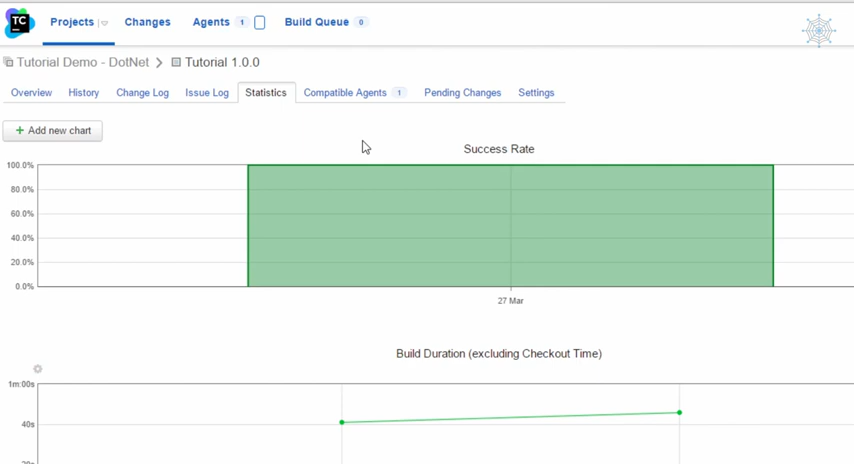 TC
Projects Changes Agents 1 Build Queue 0
Tutorial Demo - DotNet Tutorial 1.0.0
Overview History Change Log Issue Log Statistics Compatible Agents 1 Pending Changes Settings
+ Add new chart
Success Rate
100.0%
80.0%
60.0%
40.0%
20.0%
0.0%
27 Mar
Build Duration (excluding Checkout Time)
1m:00s
40s